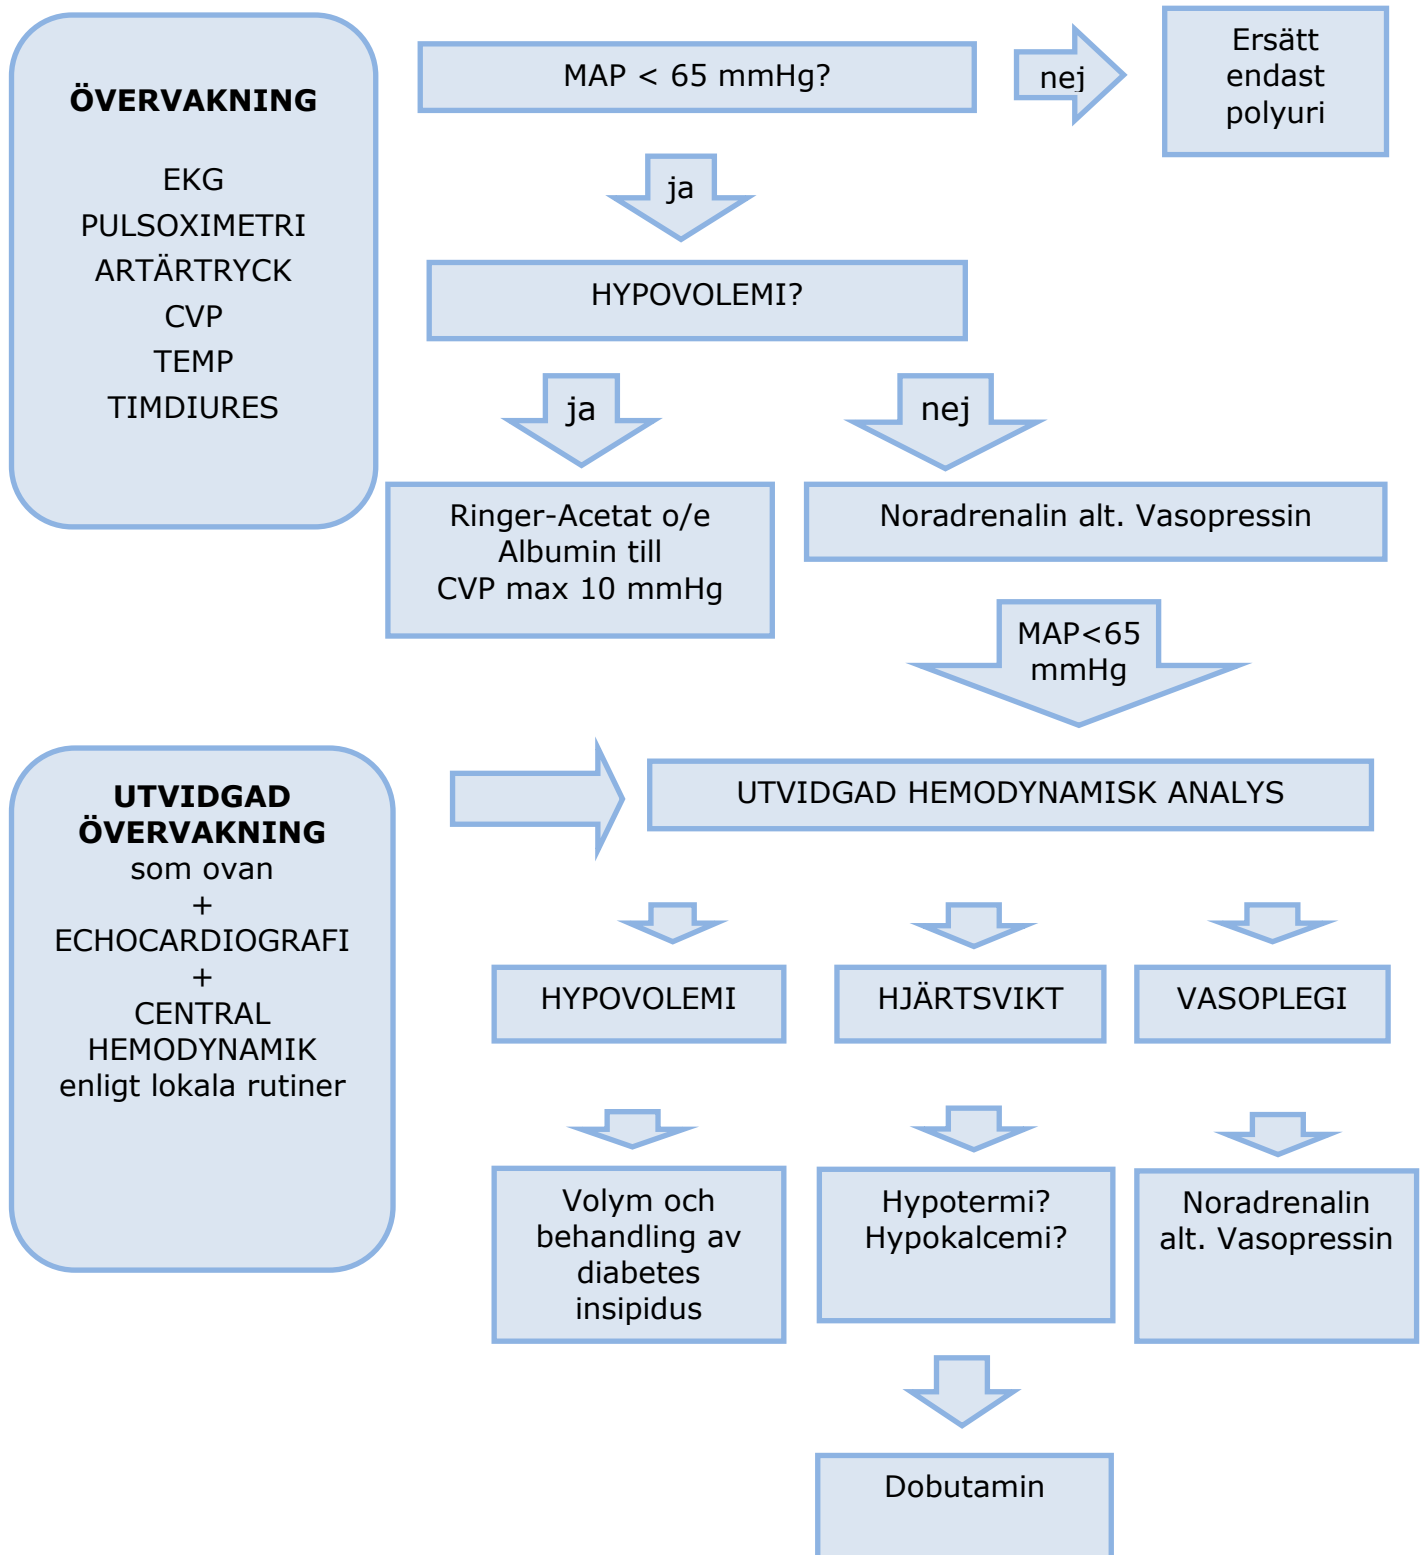 ÖVERVAKNING
EKG
PULSOXIMETRI
ARTÄRTRYCK
CVP
TEMP
TIMDIURES
MAP < 65 mmHg?
nej
Ersätt
endast
polyuri
ja
HYPOVOLEMI?
ja
nej
Ringer-Acetat o/e
Albumin till
CVP max 10 mmHg
Noradrenalin alt. Vasopressin
MAP<65
mmHg
UTVIDGAD
ÖVERVAKNING
som ovan
+
ECHOCARDIOGRAFI
+
CENTRAL
HEMODYNAMIK
enligt lokala rutiner
UTVIDGAD HEMODYNAMISK ANALYS
HYPOVOLEMI
HJÄRTSVIKT
VASOPLEGI
Volym och
behandling av
diabetes
insipidus
Hypotermi?
Hypokalcemi?
Noradrenalin
alt. Vasopressin
Dobutamin